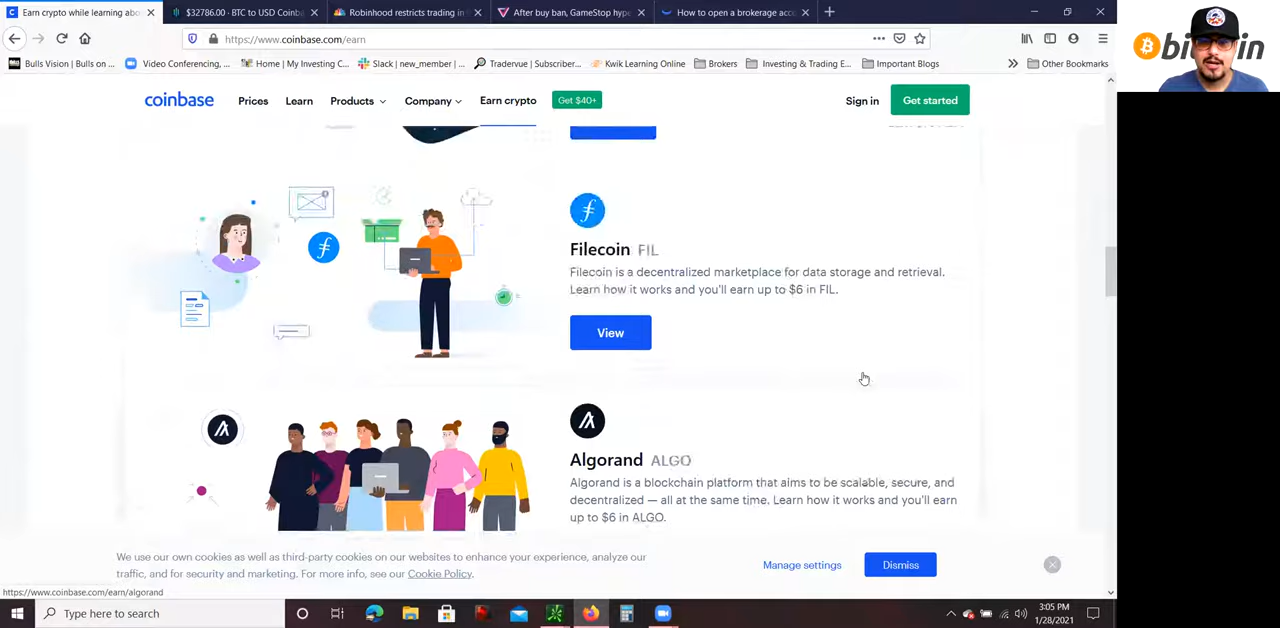 Earn crypto while learning abo
$32786.00 · BTC to USD Coinba
Robinhood restricts trading in
After buy ban, GameStop hype
How to open a brokerage acc
https://www.coinbase.com/earn
Bulls Vision | Bulls on ...
Video Conferencing, ...
Home | My Investing C...
Slack | new_member | ...
Tradervue | Subscriber...
Kwik Learning Online
Brokers
Investing & Trading E...
Important Blogs
Other Bookmarks
bitcoin
coinbase
Prices
Learn
Products
Company
Earn crypto
Get $40+
Sign in
Get started
Filecoin FIL
Filecoin is a decentralized marketplace for data storage and retrieval.
Learn how it works and you'll earn up to $6 in FIL.
View
Algorand ALGO
Algorand is a blockchain platform that aims to be scalable, secure, and
decentralized — all at the same time. Learn how it works and you'll earn
up to $6 in ALGO.
We use our own cookies as well as third-party cookies on our websites to enhance your experience, analyze our
traffic, and for security and marketing. For more info, see our Cookie Policy.
Manage settings
Dismiss
https://www.coinbase.com/earn/algorand
Type here to search
3:05 PM
1/28/2021